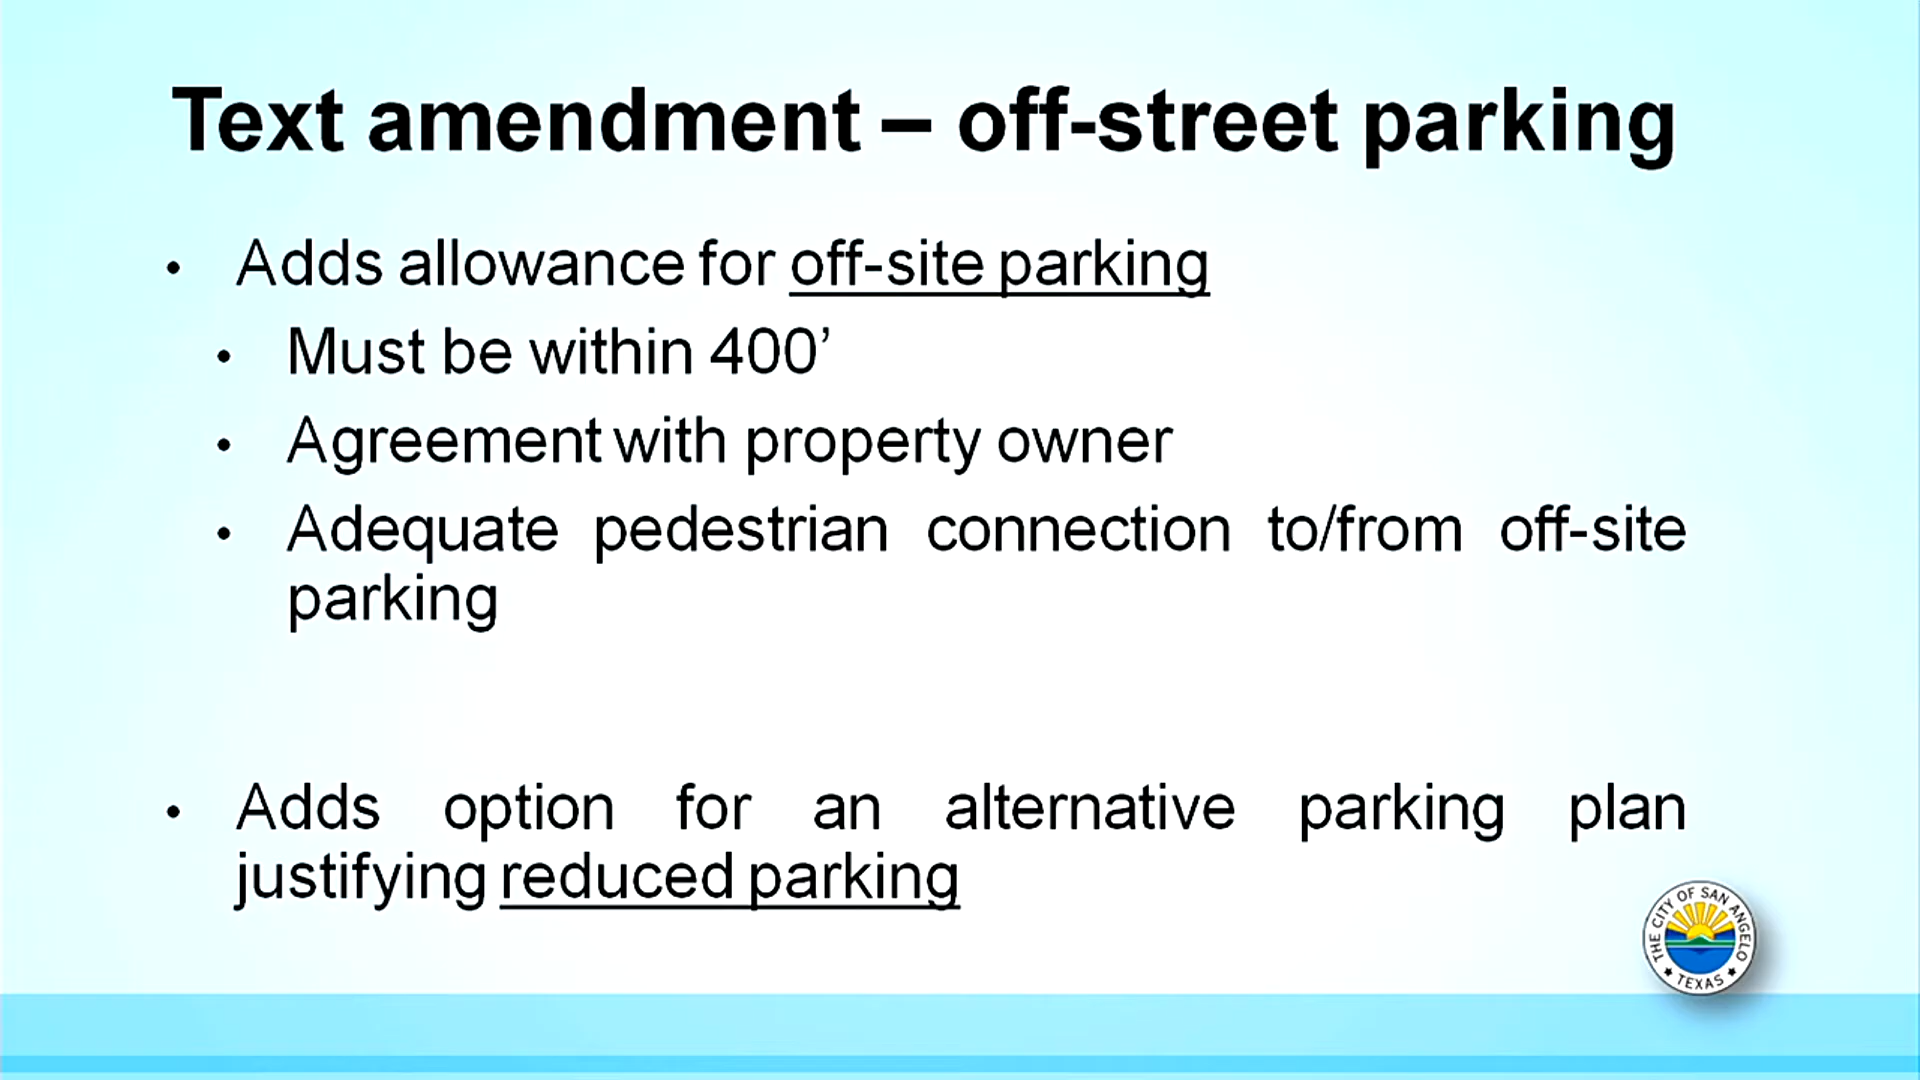 Text amendment – off-street parking
• Adds allowance for off-site parking
• Must be within 400’
• Agreement with property owner
• Adequate pedestrian connection to/from off-site
parking
• Adds option for an alternative parking plan
justifying reduced parking
THE CITY OF SAN ANGELO
TEXAS